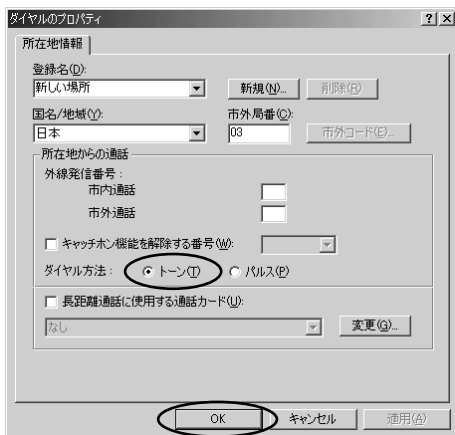 ダイヤルのプロパティ ? ×
所在地情報
登録名(D):
新しい場所 新規(N)... 削除(R)
国名/地域(Y): 市外局番(C):
日本 03 市外コード(E)...
所在地からの通話
外線発信番号：
市内通話
市外通話
キャッチホン機能を解除する番号(W):
ダイヤル方法： トーン(T) パルス(P)
長距離通話に使用する通話カード(U):
なし 変更(G)...
OK キャンセル 適用(A)